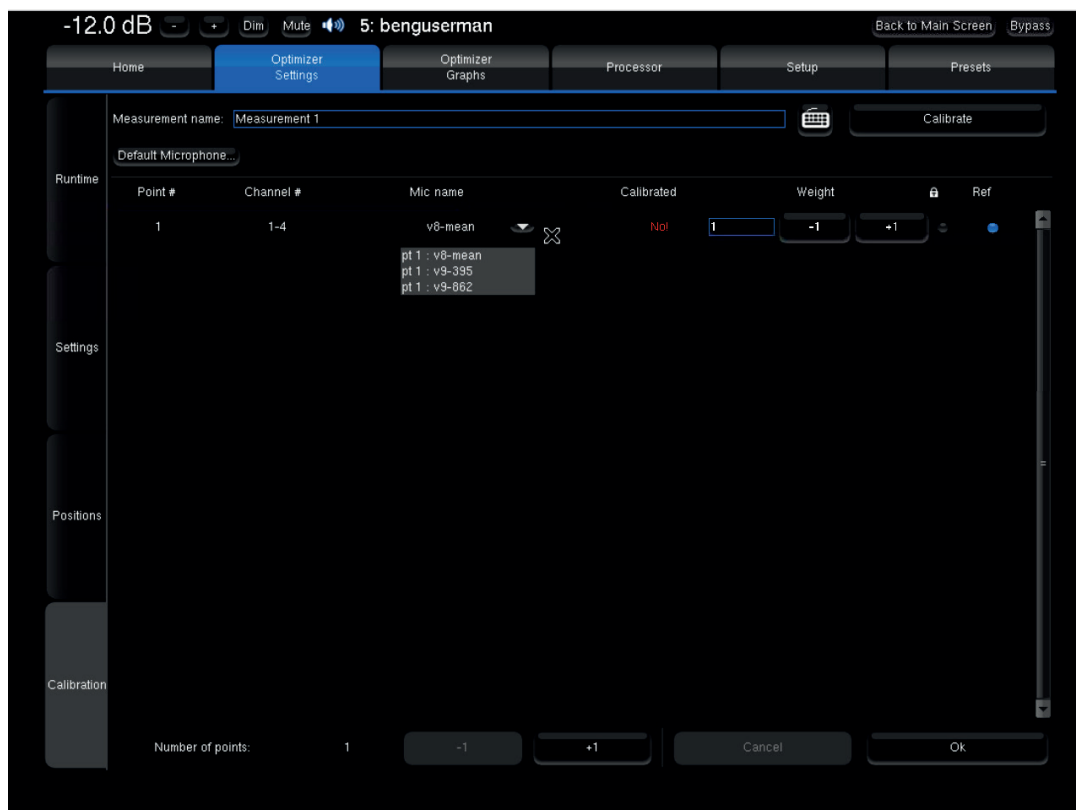 -12.0 dB - + Dim Mute 5: benguserman Back to Main Screen Bypass
Home Optimizer Settings Optimizer Graphs Processor Setup Presets
Measurement name: Measurement 1 Calibrate
Default Microphone...
Runtime
Point # Channel # Mic name Calibrated Weight Ref
1 1-4 v8-mean No! 1 -1 +1
pt 1 : v8-mean
pt 1 : v9-395
pt 1 : v9-862
Settings
Positions
Calibration
Number of points: 1 -1 +1 Cancel Ok